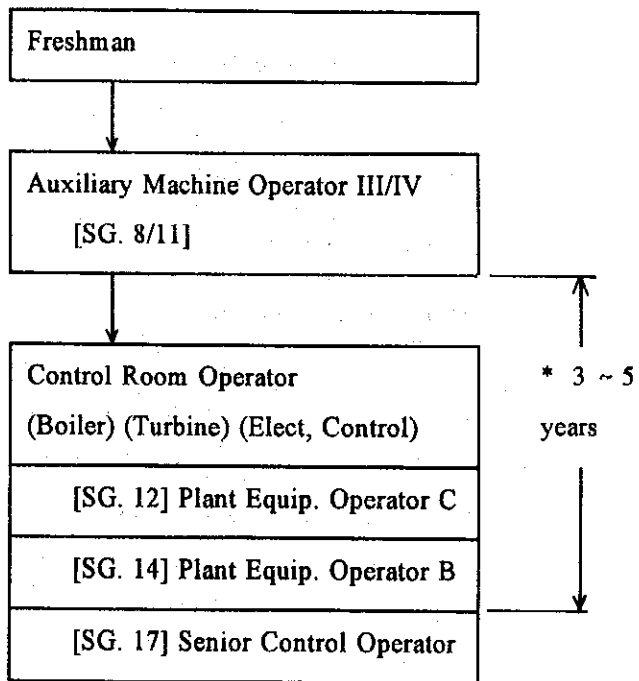 Freshman
Auxiliary Machine Operator III/IV
[SG. 8/11]
Control Room Operator
(Boiler) (Turbine) (Elect, Control)
[SG. 12] Plant Equip. Operator C
[SG. 14] Plant Equip. Operator B
[SG. 17] Senior Control Operator
* 3 ~ 5
years